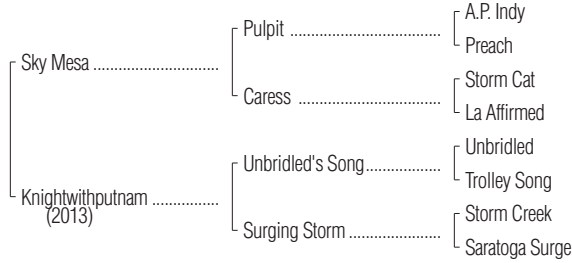 A.P. Indy
Pulpit
Preach
Sky Mesa
Storm Cat
Caress
La Affirmed
Unbridled
Unbridled's Song
Trolley Song
Knightwithputnam
(2013)
Storm Creek
Surging Storm
Saratoga Surge